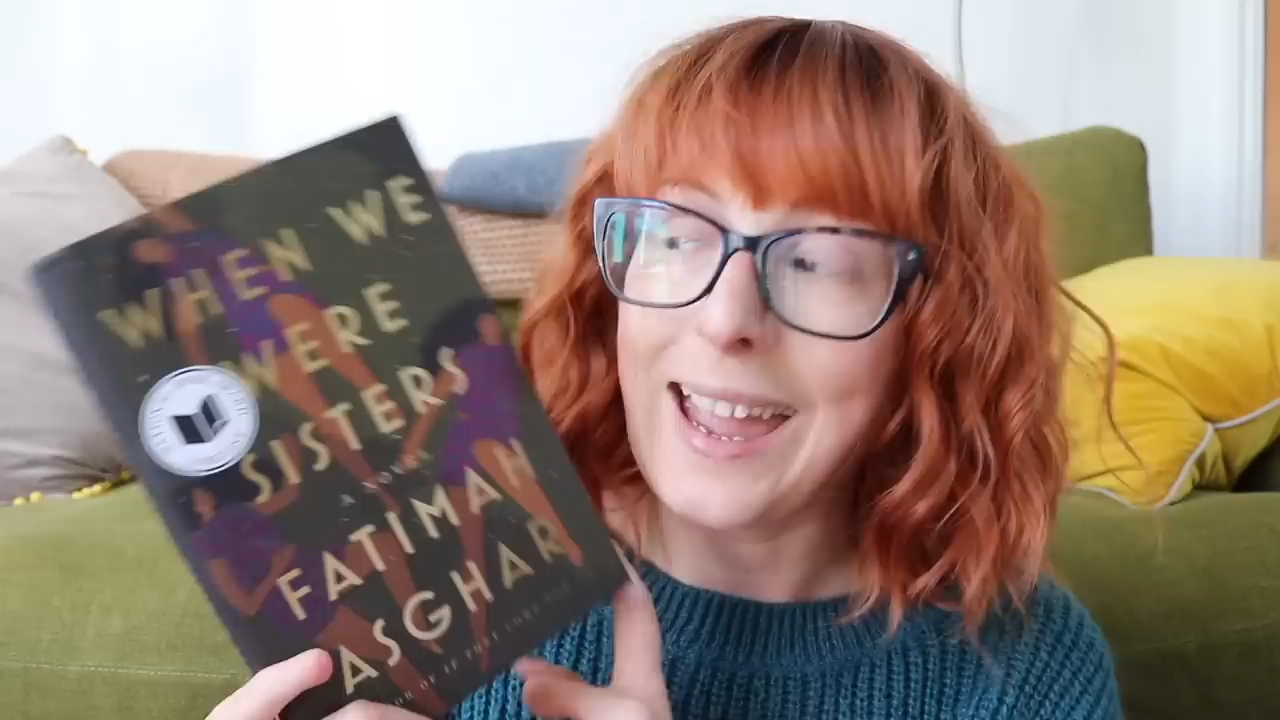 WHEN WE
WERE
SISTERS
A NOVEL
FATIMAH
ASGHAR